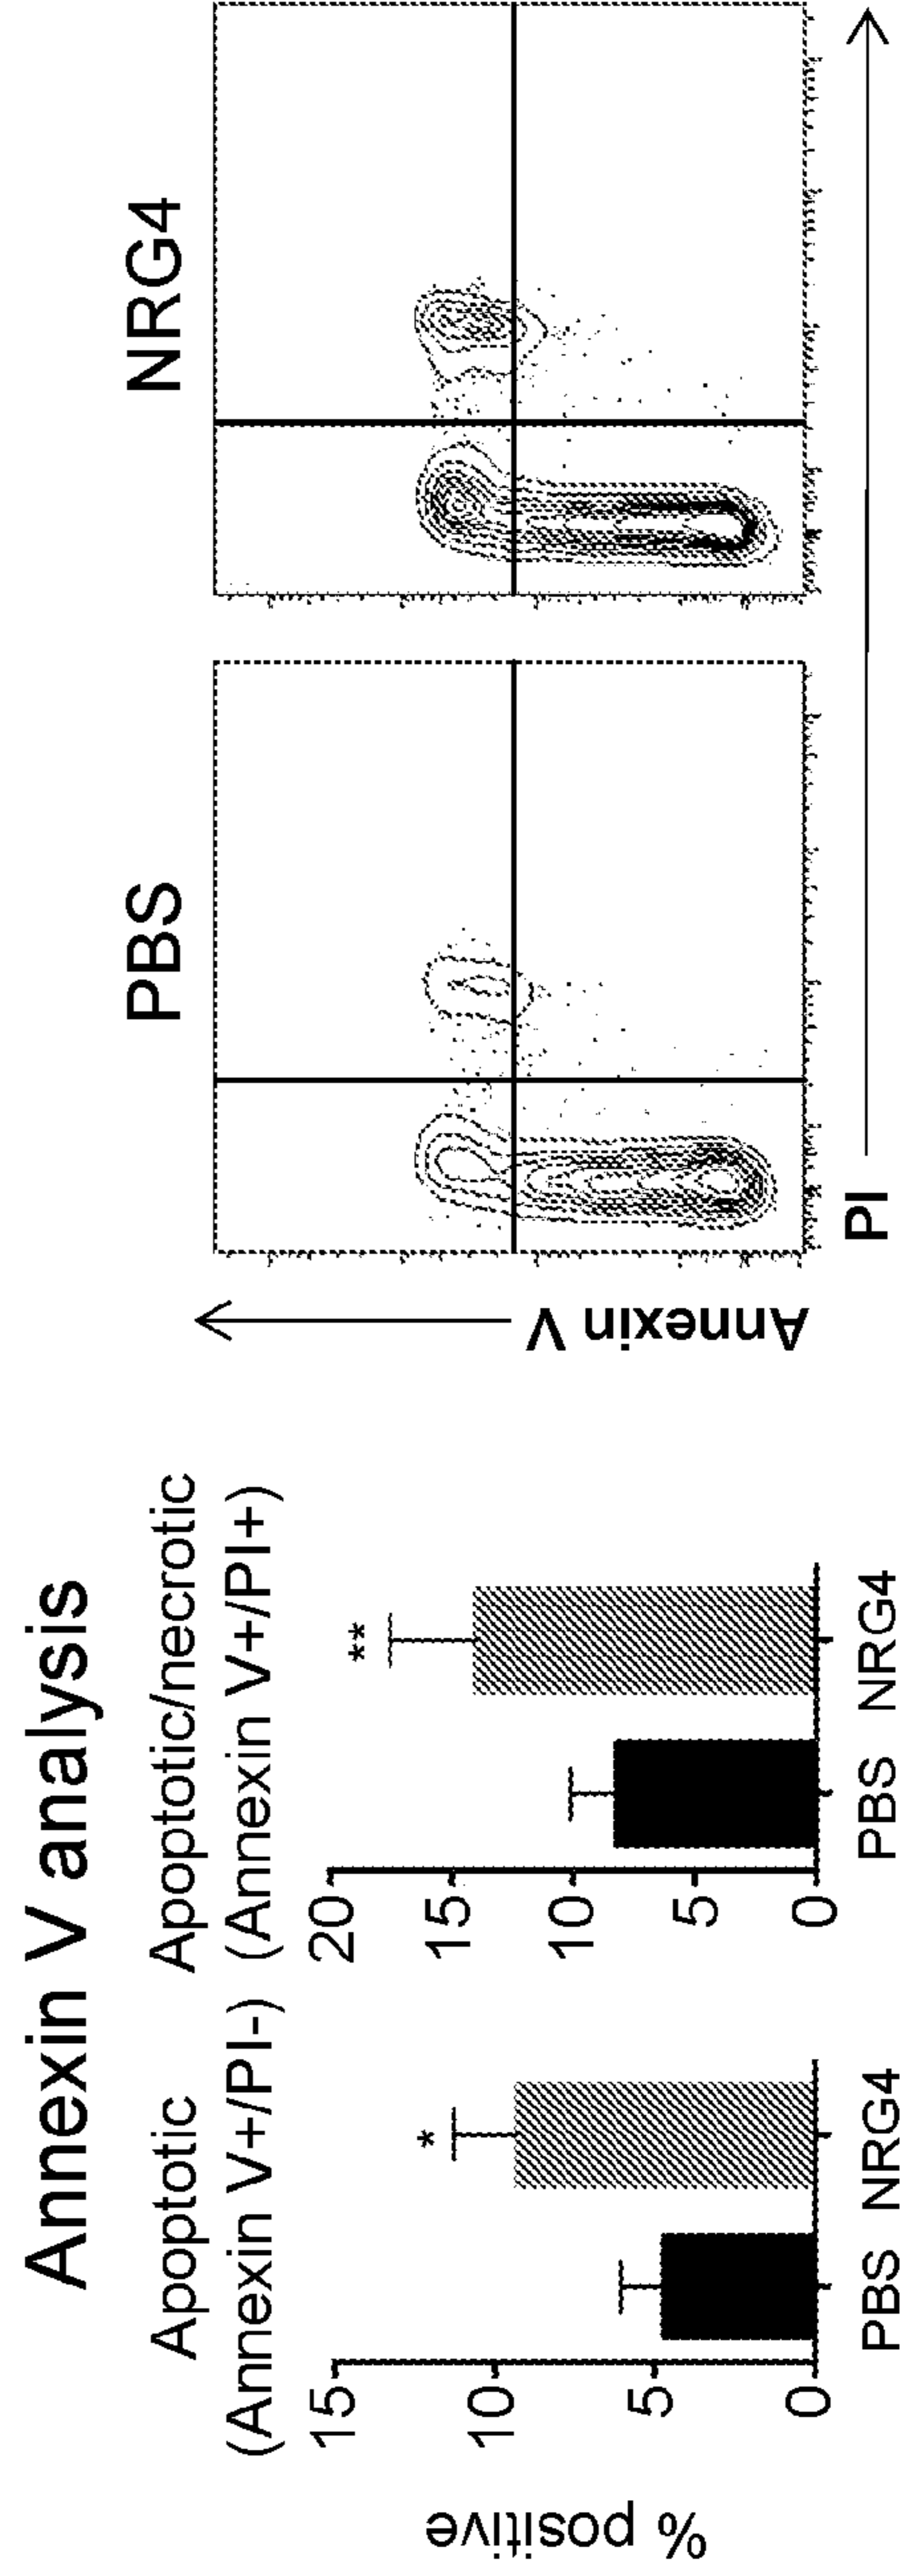 Annexin V analysis
Apoptotic
(Annexin V+/PI-)
% positive
15
10
5
0
PBS NRG4
*
Apoptotic/necrotic
(Annexin V+/PI+)
20
15
10
5
0
PBS NRG4
**
Annexin V
PBS
NRG4
PI